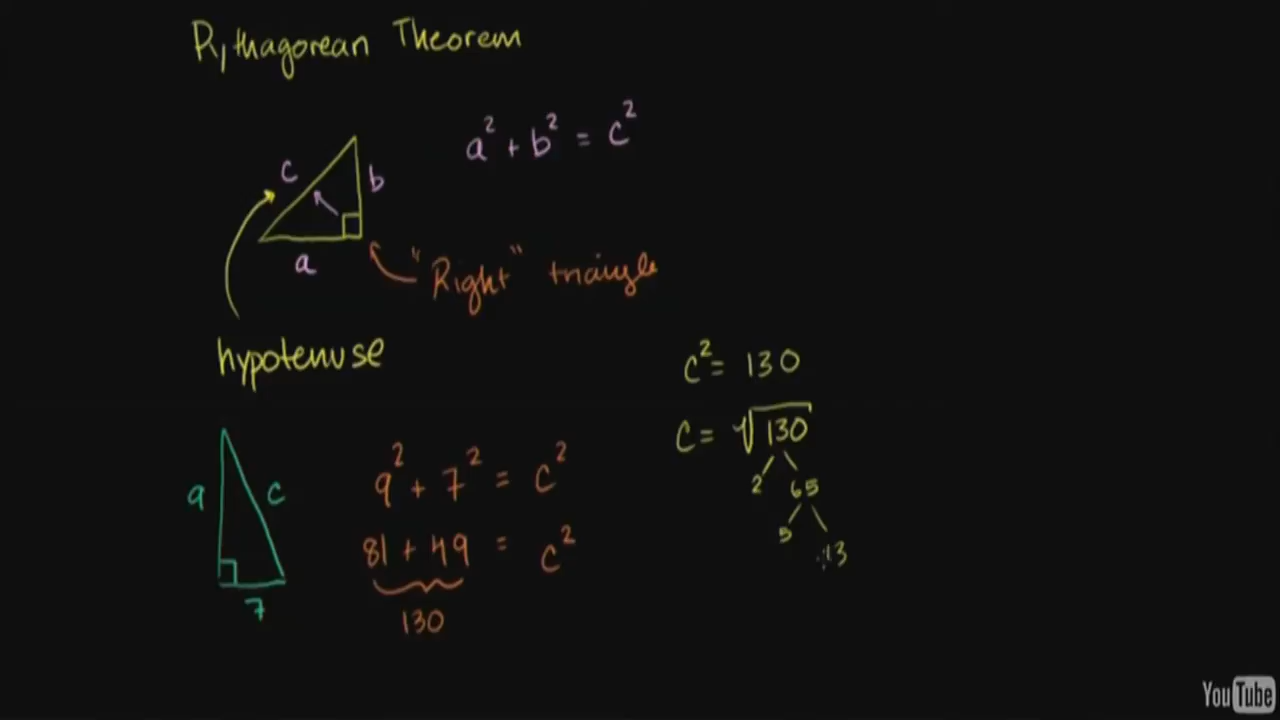 Pythagorean Theorem
a² + b² = c²
c
b
a
"Right" triangle
hypotenuse
c² = 130
c = √130
2 65
5 13
9
c
7
9² + 7² = c²
81 + 49 = c²
130
YouTube